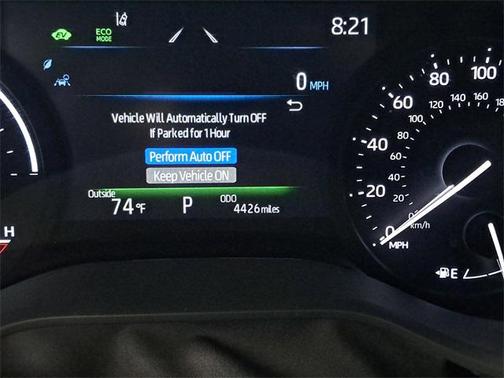 EV
ECO
MODE
8:21
0 MPH
Vehicle Will Automatically Turn OFF
If Parked for 1 Hour
Perform Auto OFF
Keep Vehicle ON
Outside
74 °F
P
ODO
4426 miles
H
100
80
60
40
20
0
MPH
180
160
140
120
100
80
60
40
20
km/h
E